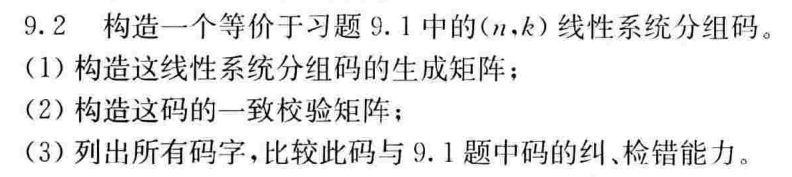 9.2 构造一个等价于习题 9.1 中的(n,k) 线性系统分组码。
(1) 构造这线性系统分组码的生成矩阵;
(2) 构造这码的一致校验矩阵;
(3) 列出所有码字,比较此码与 9.1 题中码的纠、检错能力。